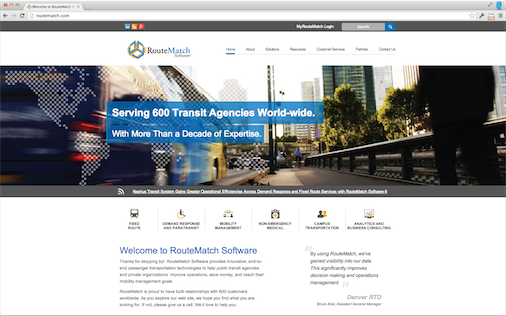 Welcome to RouteMatch S
routematch.com
MyRouteMatch Login
Search
RouteMatch
Software
Home
About
Solutions
Resources
Customer Services
Partners
Contact Us
Serving 600 Transit Agencies World-wide.
With More Than a Decade of Expertise.
Nashua Transit System Gains Greater Operational Efficiencies Across Demand Response and Fixed Route Services with RouteMatch Software 6
FIXED
ROUTE
DEMAND RESPONSE
AND PARATRANSIT
MOBILITY
MANAGEMENT
NON-EMERGENCY
MEDICAL
CAMPUS
TRANSPORTATION
ANALYTICS AND
BUSINESS CONSULTING
Welcome to RouteMatch Software
Thanks for stopping by! RouteMatch Software provides innovative, end-to-
end passenger transportation technologies to help public transit agencies
and private organizations improve operations, save money, and reach their
mobility management goals.
RouteMatch is proud to have built relationships with 600 customers
worldwide. As you explore our web site, we hope you find what you are
looking for. If not, please give us a call. We'd love to help you.
"
By using RouteMatch, we've
gained visibility into our data.
This significantly improves
decision making and operations
management.
"
Denver RTD
Bruce Abel, Assistant General Manager